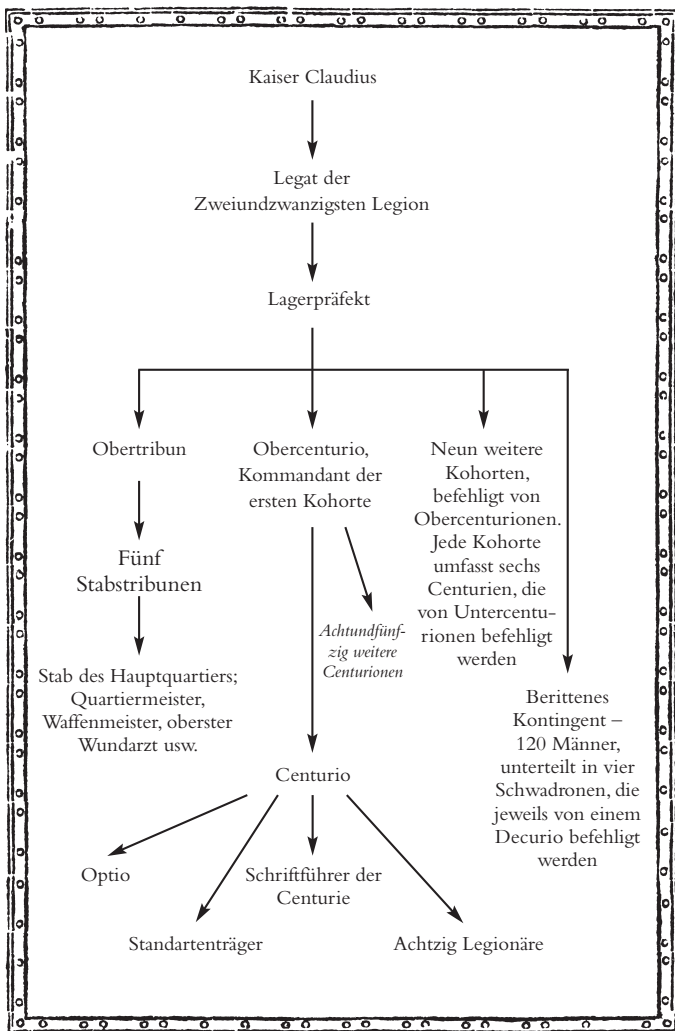 Kaiser Claudius
Legat der
Zweiundzwanzigsten Legion
Lagerpräfekt
Obertribun
Fünf
Stabstribunen
Stab des Hauptquartiers;
Quartiermeister,
Waffenmeister, oberster
Wundarzt usw.
Obercenturio,
Kommandant der
ersten Kohorte
Achtundfünf-
zig weitere
Centurionen
Neun weitere
Kohorten,
befehligt von
Obercenturionen.
Jede Kohorte
umfasst sechs
Centurien, die
von Untercentu-
rionen befehligt
werden
Berittenes
Kontingent –
120 Männer,
unterteilt in vier
Schwadronen, die
jeweils von einem
Decurio befehligt
werden
Centurio
Optio
Standartenträger
Schriftführer der
Centurie
Achtzig Legionäre